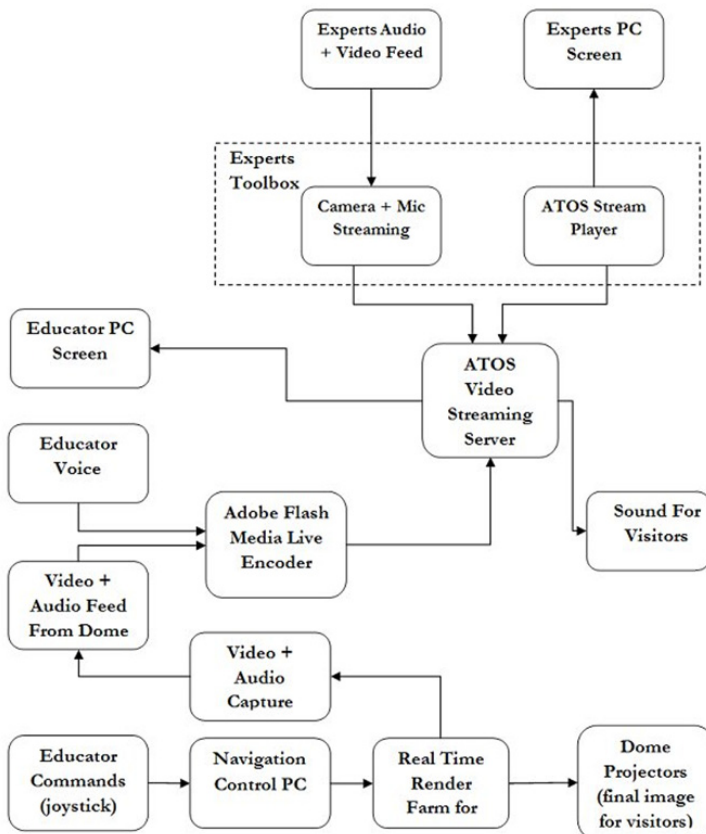 Experts Audio
+ Video Feed
Experts PC
Screen
Experts
Toolbox
Camera + Mic
Streaming
ATOS Stream
Player
Educator PC
Screen
ATOS
Video
Streaming
Server
Educator
Voice
Adobe Flash
Media Live
Encoder
Sound For
Visitors
Video +
Audio Feed
From Dome
Video +
Audio
Capture
Educator
Commands
(joystick)
Navigation
Control PC
Real Time
Render
Farm for
Dome
Projectors
(final image
for visitors)